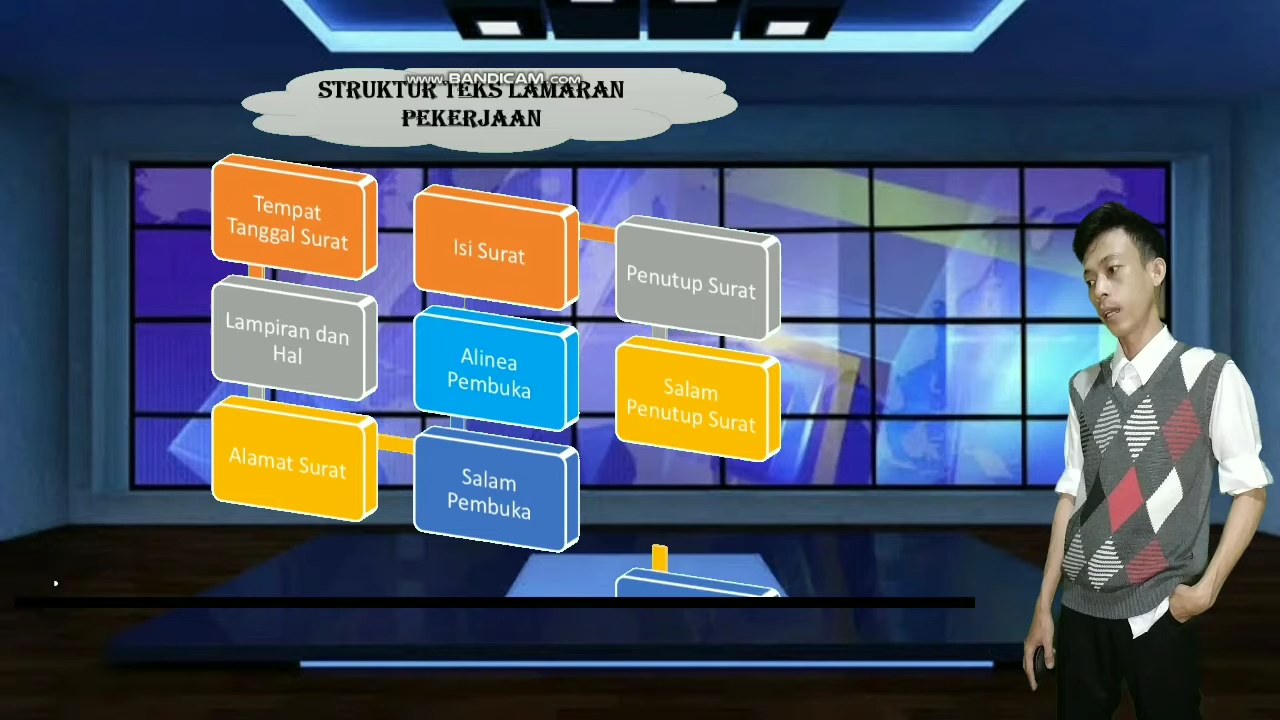 www.BANDICAM.com
STRUKTUR TEKS LAMARAN
PEKERJAAN
Tempat
Tanggal Surat
Lampiran dan
Hal
Alamat Surat
Salam
Pembuka
Alinea
Pembuka
Isi Surat
Penutup Surat
Salam
Penutup Surat